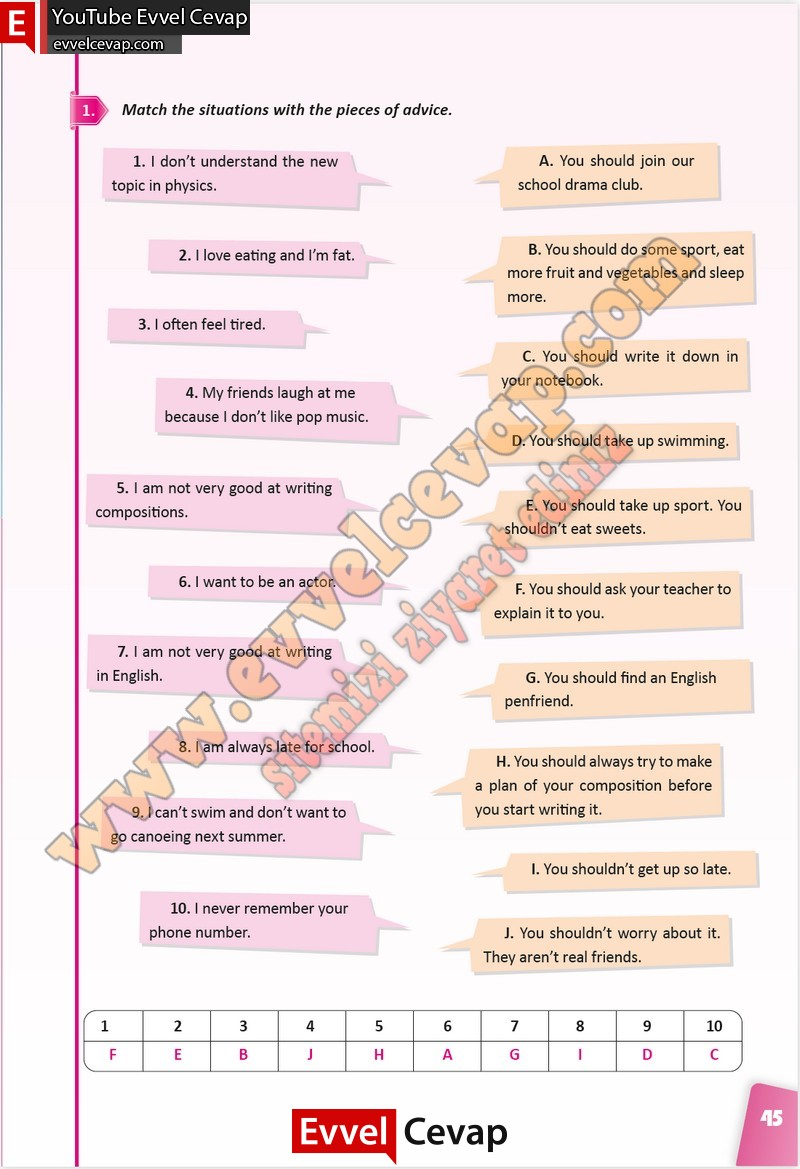 E YouTube Evvel Cevap
evvelcevap.com
1. Match the situations with the pieces of advice.
1. I don't understand the new
topic in physics.
2. I love eating and I'm fat.
3. I often feel tired.
4. My friends laugh at me
because I don't like pop music.
5. I am not very good at writing
compositions.
6. I want to be an actor.
7. I am not very good at writing
in English.
8. I am always late for school.
9. I can't swim and don't want to
go canoeing next summer.
10. I never remember your
phone number.
A. You should join our
school drama club.
B. You should do some sport, eat
more fruit and vegetables and sleep
more.
C. You should write it down in
your notebook.
D. You should take up swimming.
E. You should take up sport. You
shouldn't eat sweets.
F. You should ask your teacher to
explain it to you.
G. You should find an English
penfriend.
H. You should always try to make
a plan of your composition before
you start writing it.
I. You shouldn't get up so late.
J. You shouldn't worry about it.
They aren't real friends.
www.evvelcevap.com
sitemizi ziyaret ediniz
1 2 3 4 5 6 7 8 9 10
F E B J H A G I D C
45
Evvel Cevap